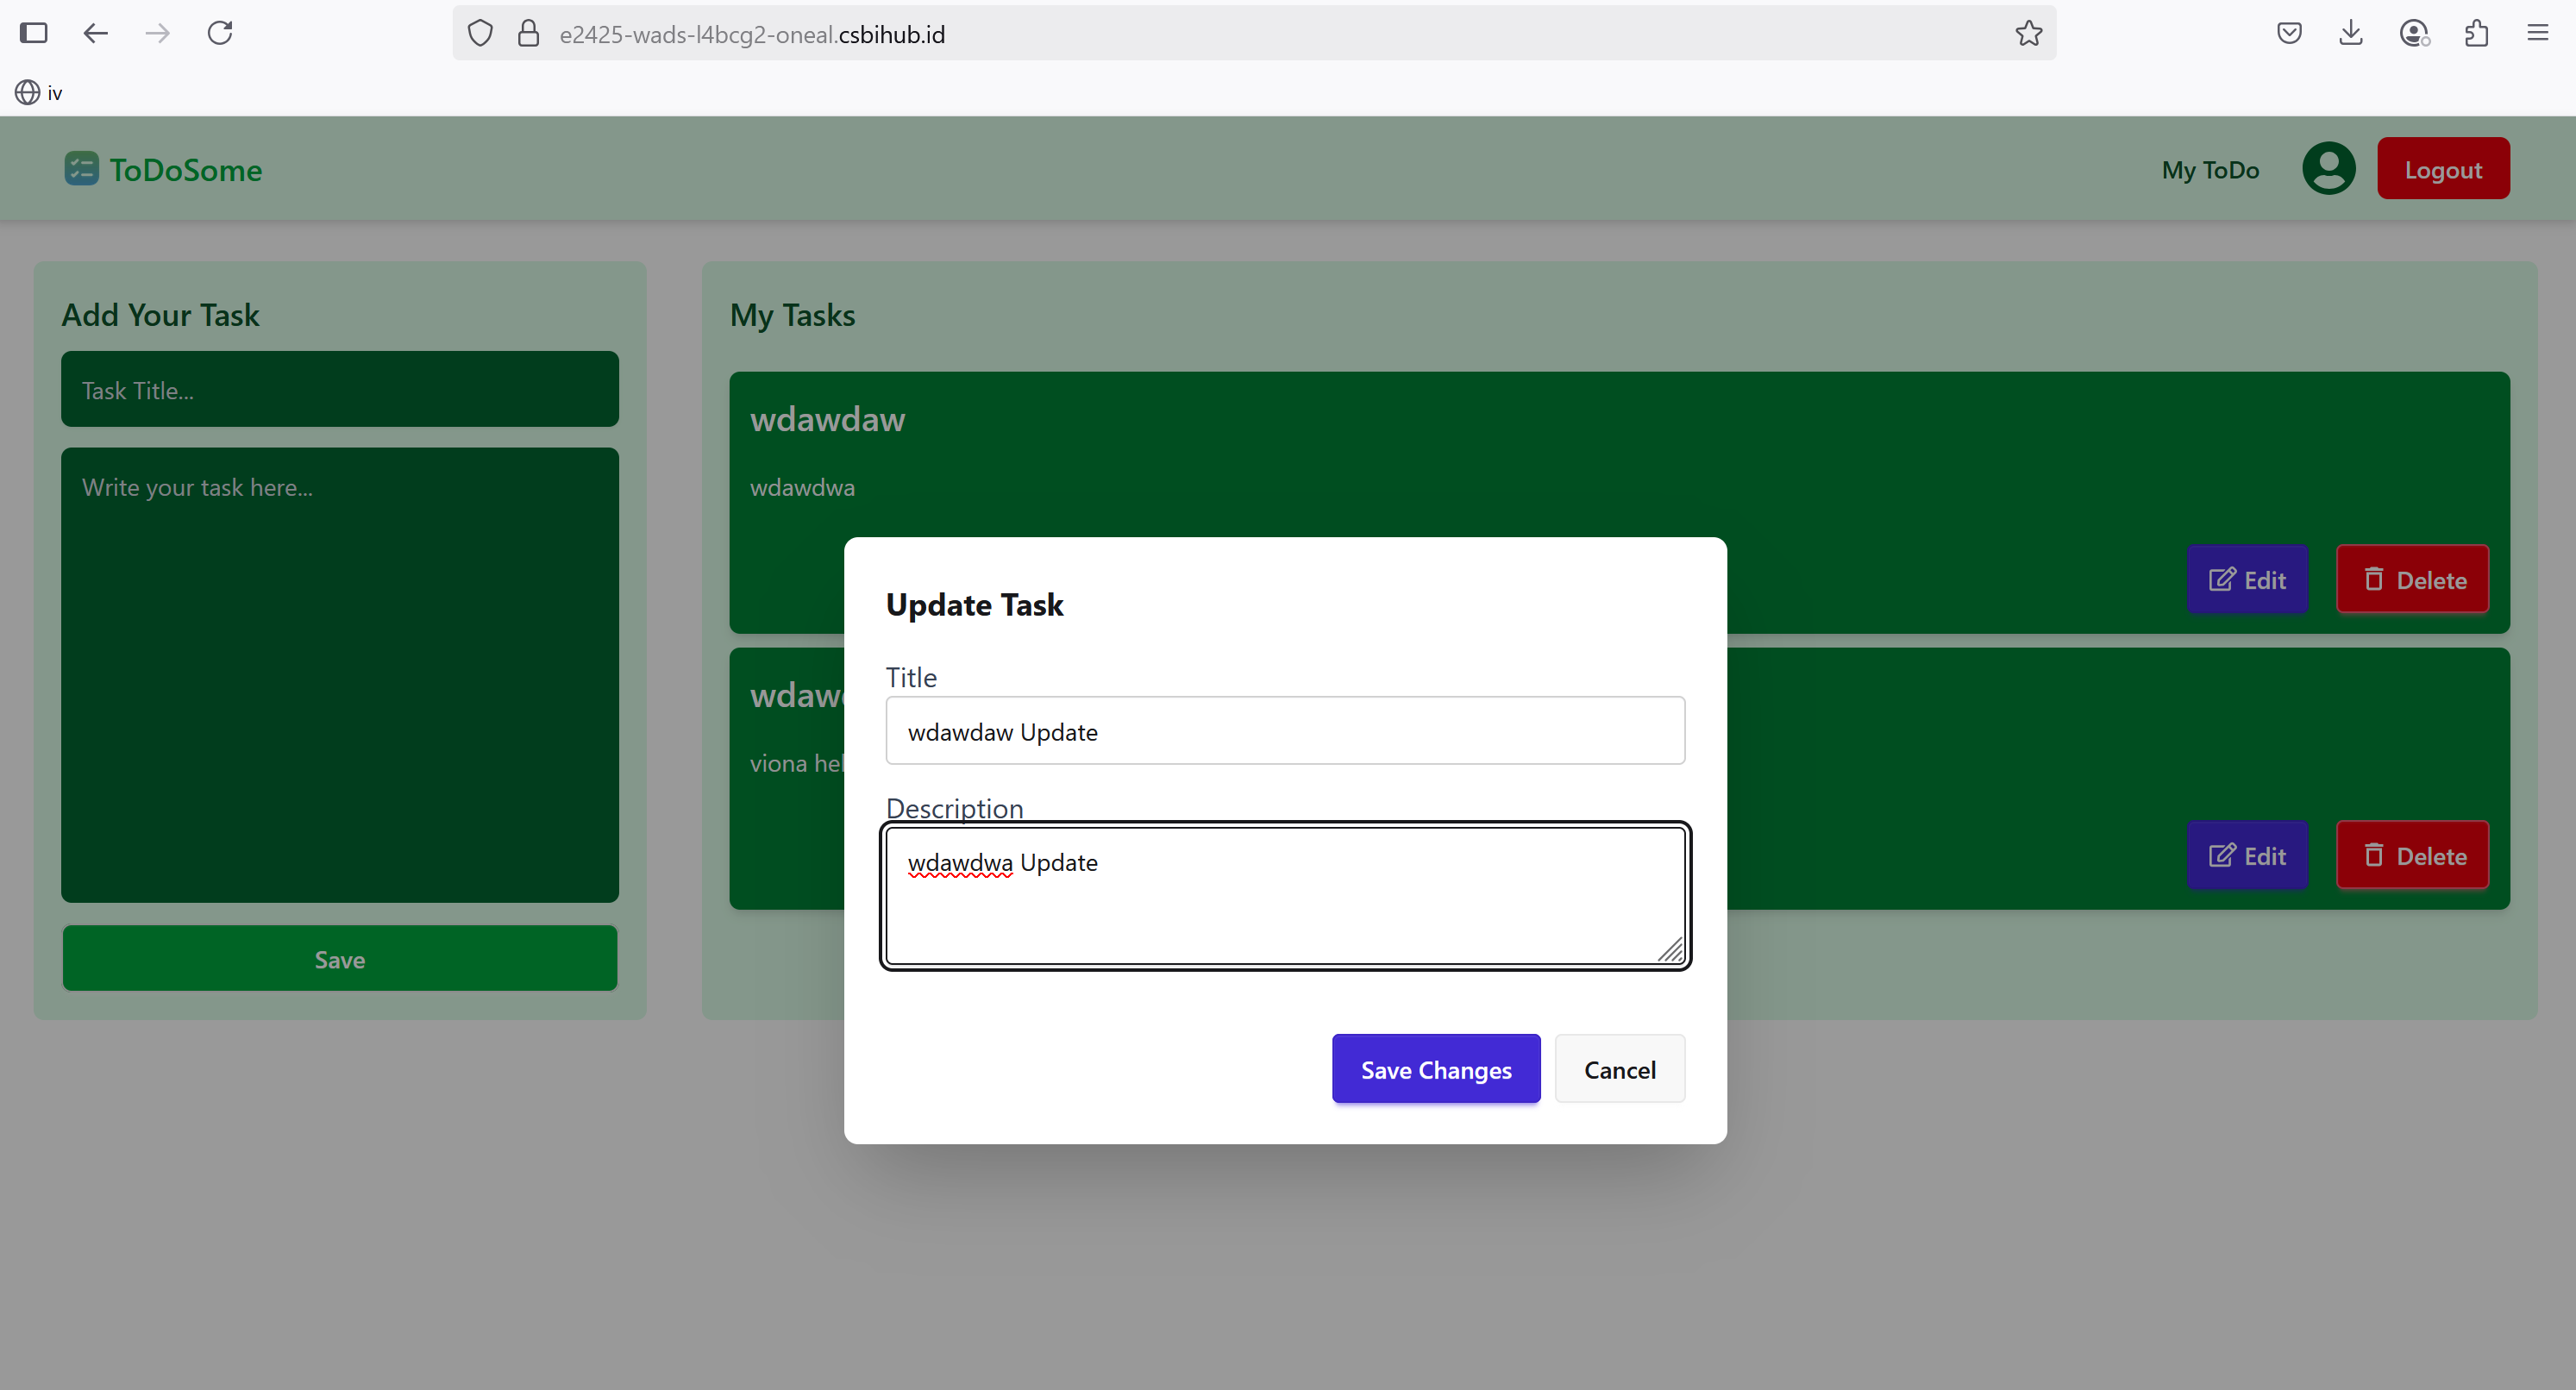 e2425-wads-l4bcg2-oneal.csbihub.id
iv
ToDoSome
My ToDo
Logout
Add Your Task
Task Title...
Write your task here...
Save
My Tasks
wdawdaw
wdawdwa
Edit
Delete
viona
Edit
Delete
Update Task
Title
wdawdaw Update
Description
wdawdwa Update
Save Changes
Cancel